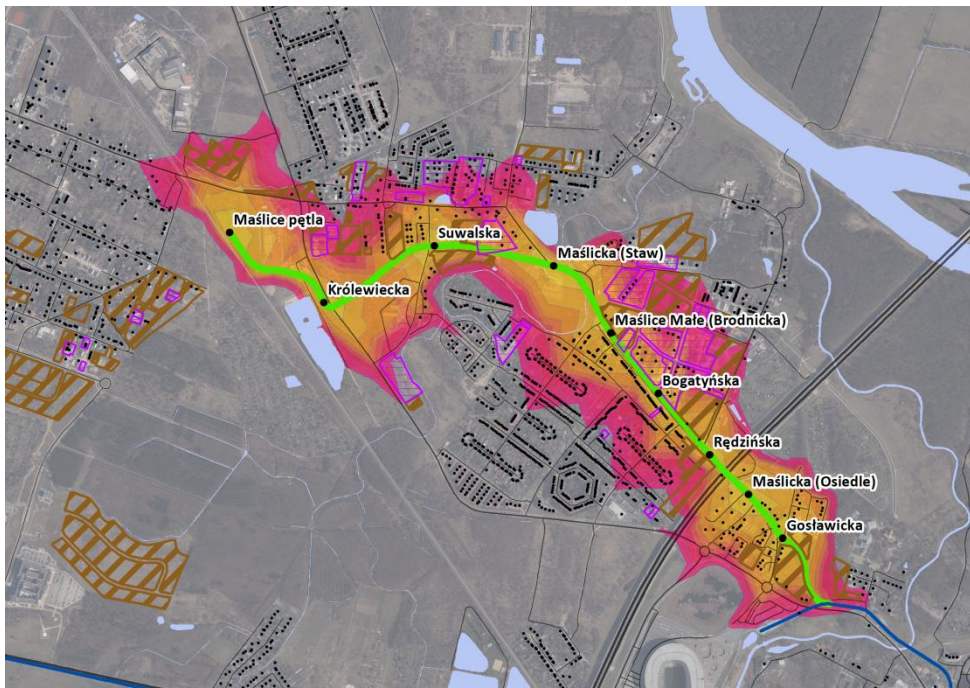 Maślice pętla
Suwalska
Maślicka (Staw)
Królewiecka
Maślice Małe (Brodnicka)
Bogatyńska
Rędzińska
Maślicka (Osiedle)
Gosławicka